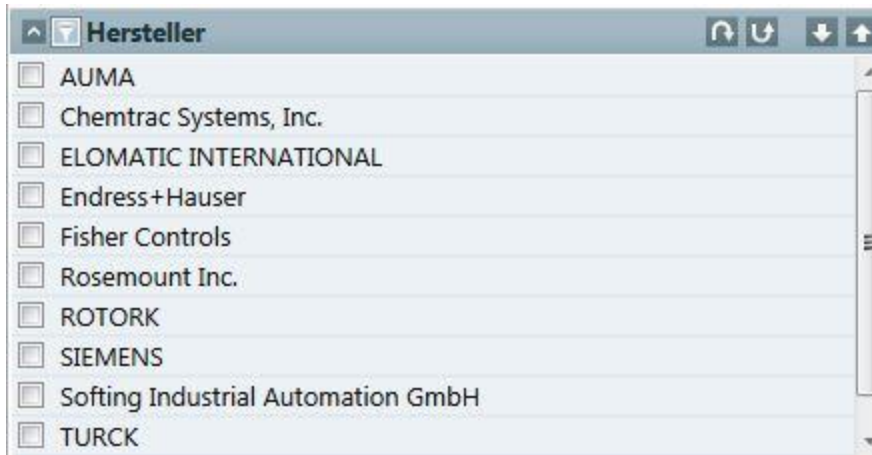 Hersteller
AUMA
Chemtrac Systems, Inc.
ELOMATIC INTERNATIONAL
Endress+Hauser
Fisher Controls
Rosemount Inc.
ROTORK
SIEMENS
Softing Industrial Automation GmbH
TURCK